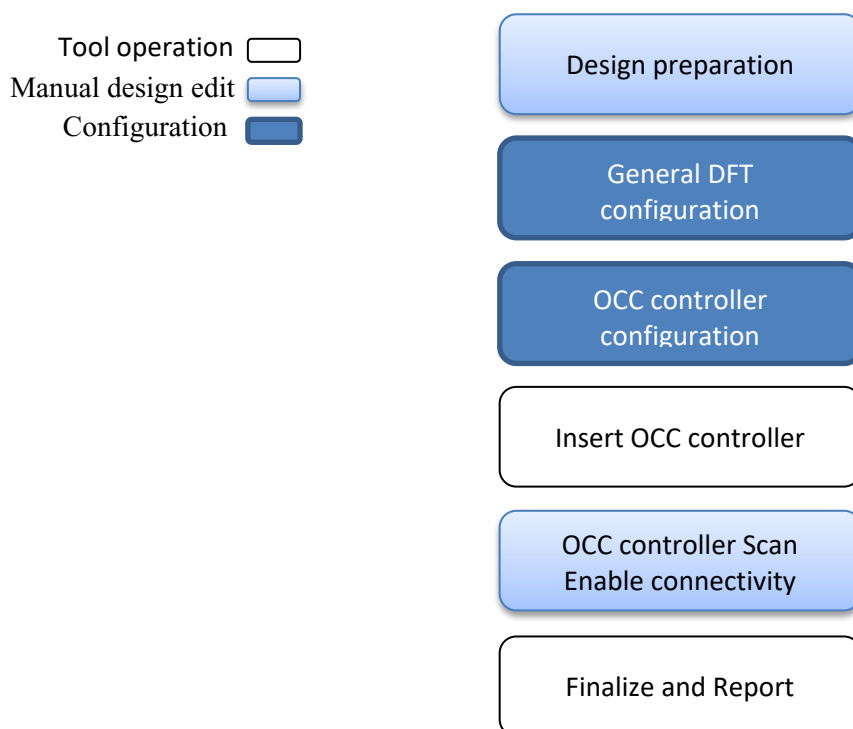 Tool operation
Manual design edit
Configuration
Design preparation
General DFT
configuration
OCC controller
configuration
Insert OCC controller
OCC controller Scan
Enable connectivity
Finalize and Report